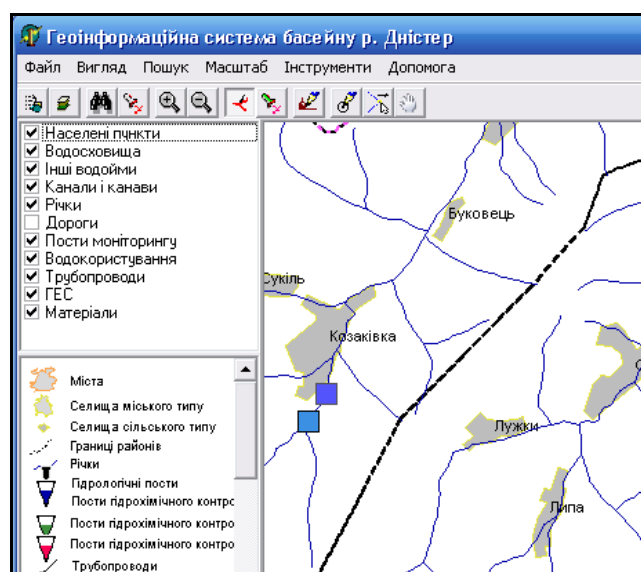 Геоінформаційна система басейну р. Дністер
Файл Вигляд Пошук Масштаб Інструменти Допомога
Населені пункти
Водосховища
Інші водойми
Канали і канави
Річки
Дороги
Пости моніторингу
Водокористування
Трубопроводи
ГЕС
Матеріали
Міста
Селища міського типу
Селища сільського типу
Границі районів
Річки
Гідрологічні пости
Пости гідрохімічного контро
Пости гідрохімічного контро
Пости гідрохімічного контро
Трубопроводи
Буковець
Сукіль
Козаківка
Лужки
Липа